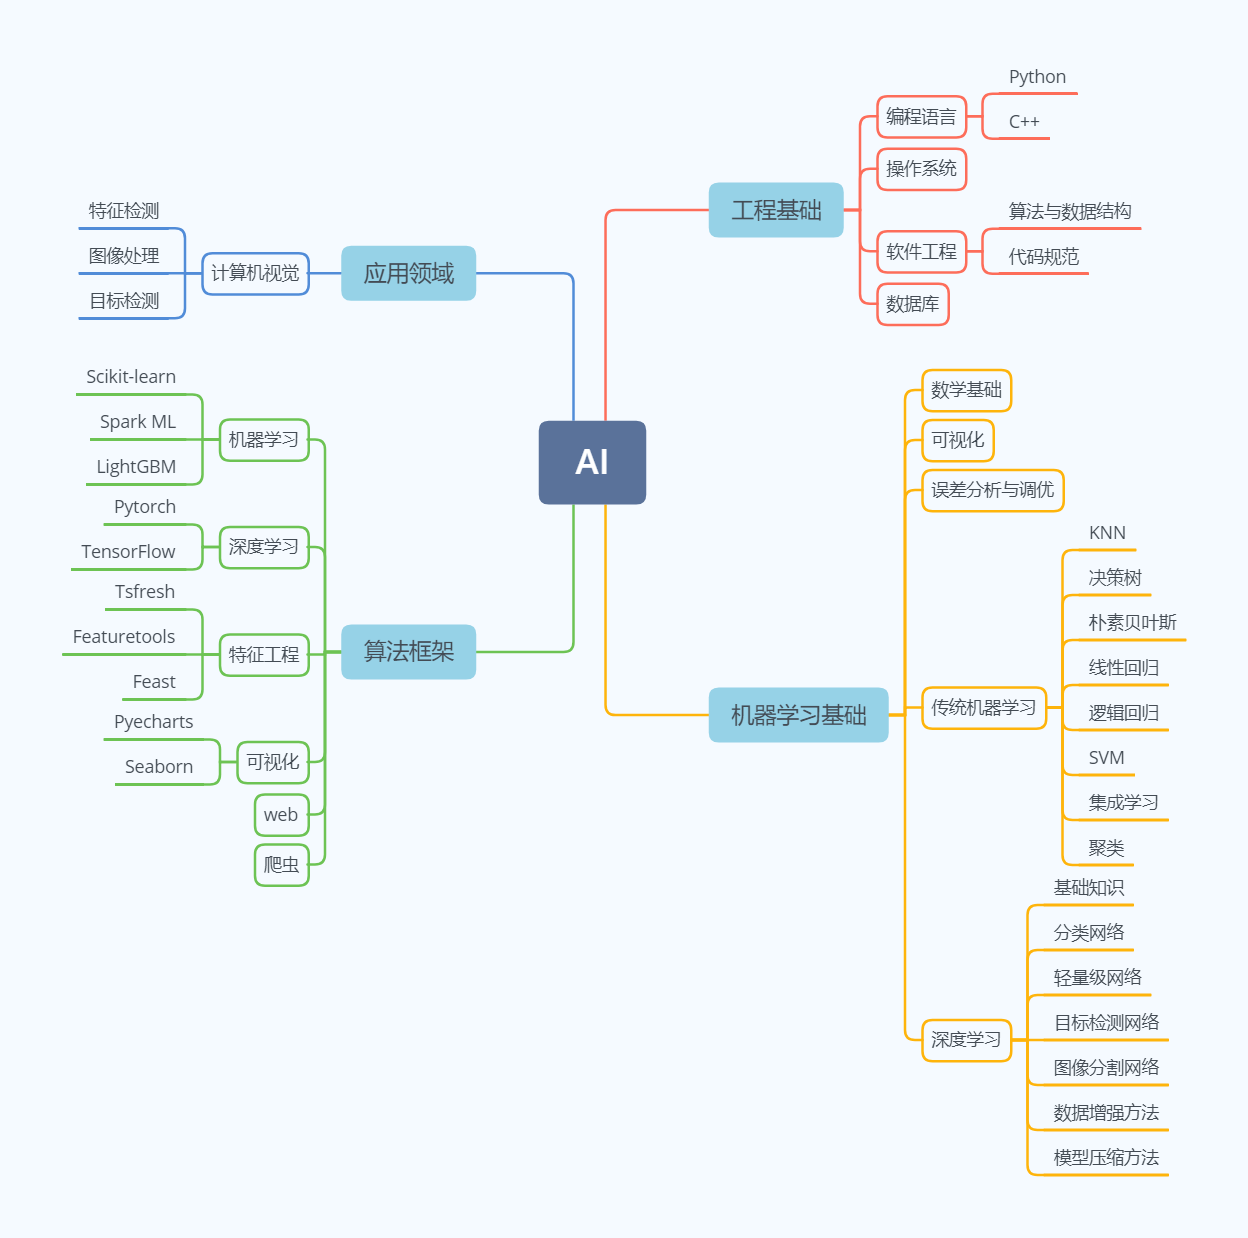 AI
工程基础
编程语言
Python
C++
操作系统
软件工程
算法与数据结构
代码规范
数据库
机器学习基础
数学基础
可视化
误差分析与调优
传统机器学习
KNN
决策树
朴素贝叶斯
线性回归
逻辑回归
SVM
集成学习
聚类
深度学习
基础知识
分类网络
轻量级网络
目标检测网络
图像分割网络
数据增强方法
模型压缩方法
应用领域
计算机视觉
特征检测
图像处理
目标检测
算法框架
机器学习
Scikit-learn
Spark ML
LightGBM
深度学习
Pytorch
TensorFlow
特征工程
Tsfresh
Featuretools
Feast
可视化
Pyecharts
Seaborn
web
爬虫